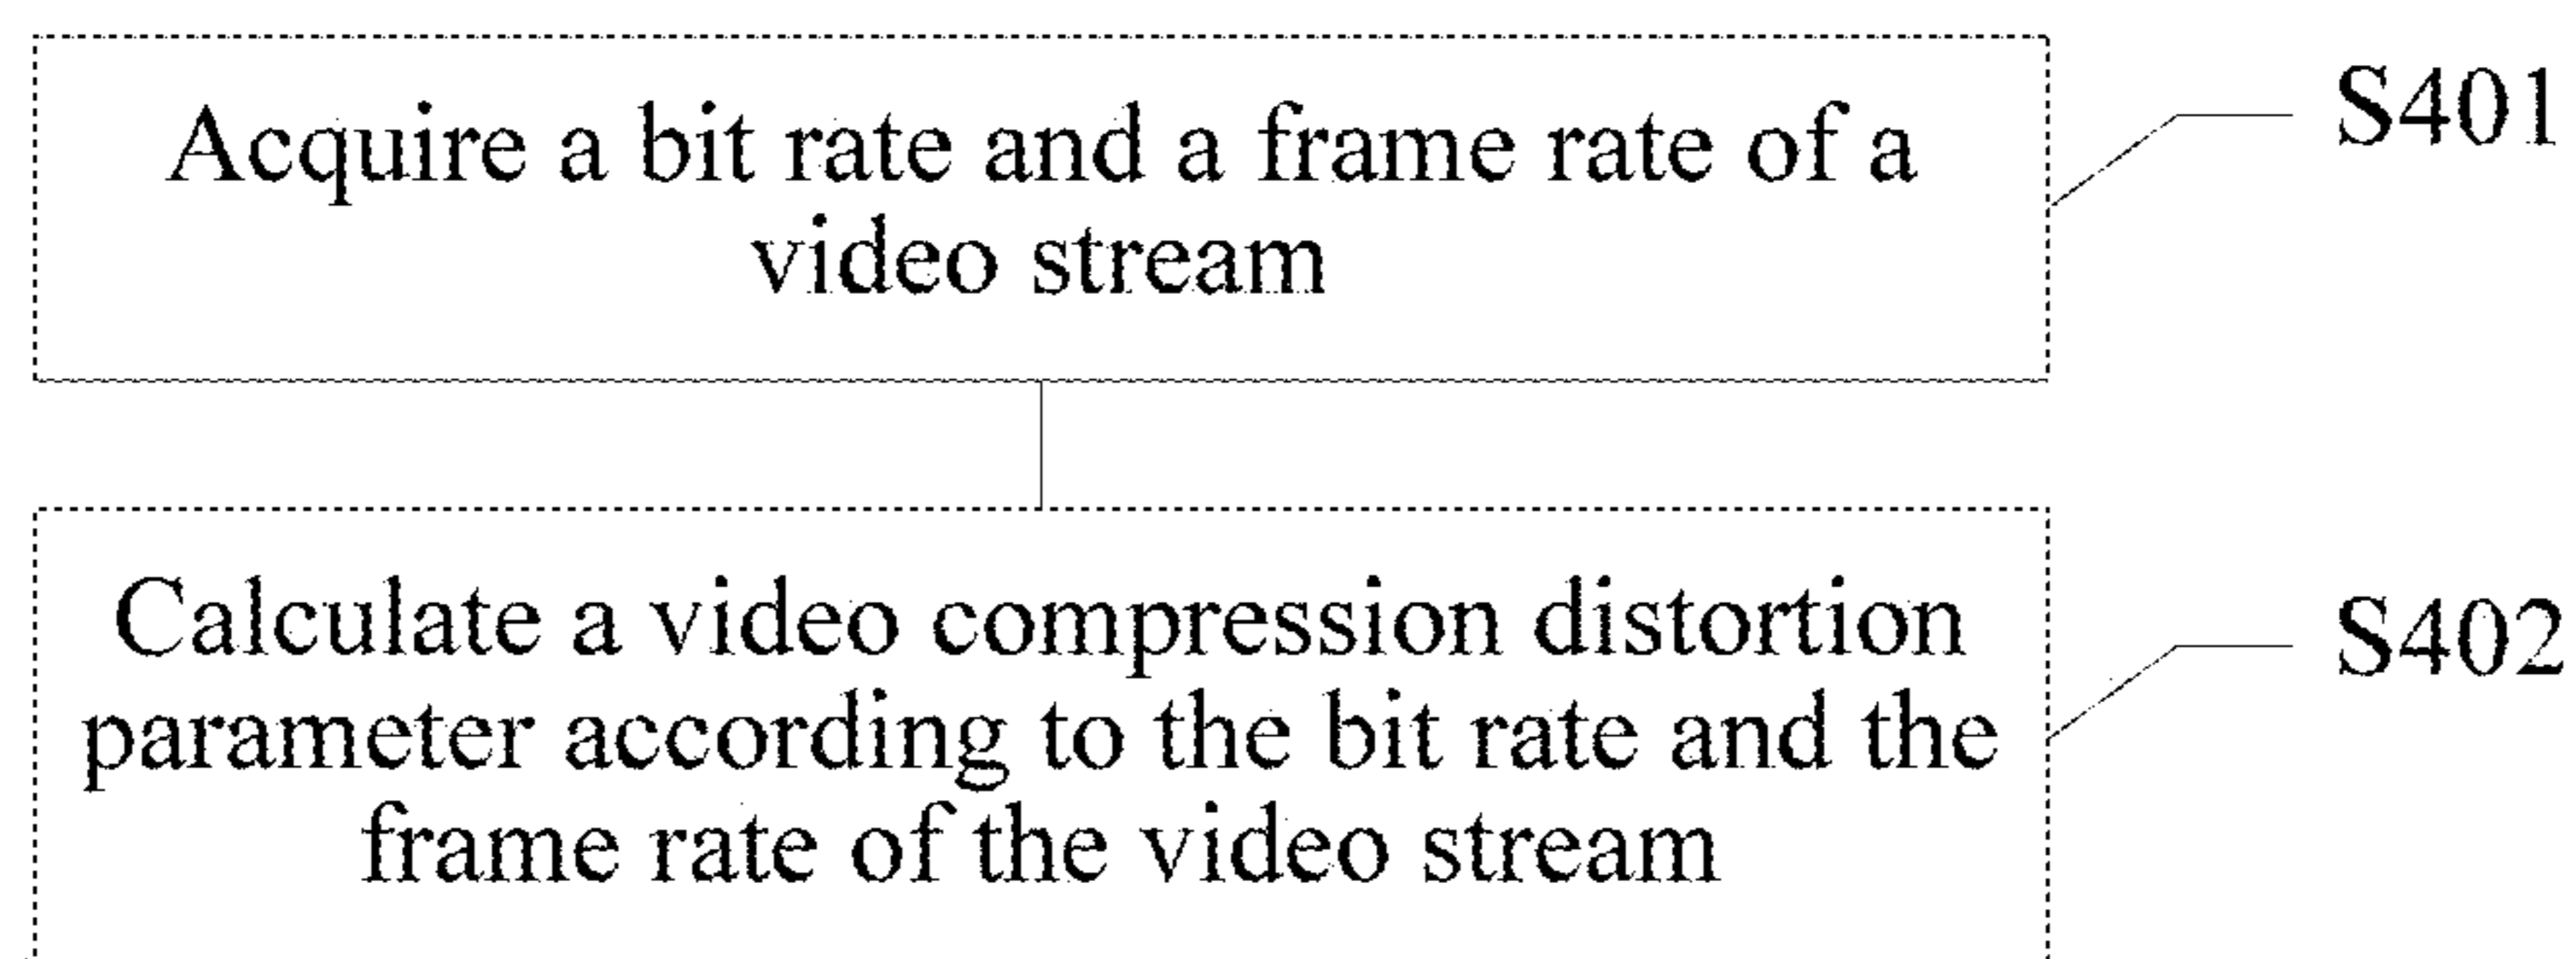 Acquire a bit rate and a frame rate of a
video stream
S401
Calculate a video compression distortion
parameter according to the bit rate and the
frame rate of the video stream
S402